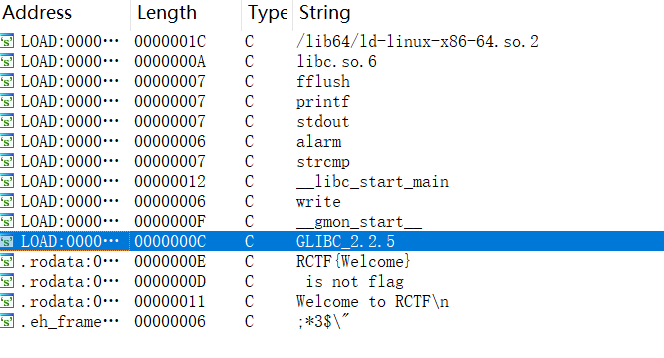 Address Length Type String
LOAD:0000… 0000001C C /lib64/ld-linux-x86-64.so.2
LOAD:0000… 0000000A C libc.so.6
LOAD:0000… 00000007 C fflush
LOAD:0000… 00000007 C printf
LOAD:0000… 00000007 C stdout
LOAD:0000… 00000006 C alarm
LOAD:0000… 00000007 C strcmp
LOAD:0000… 00000012 C __libc_start_main
LOAD:0000… 00000006 C write
LOAD:0000… 0000000F C __gmon_start__
LOAD:0000… 0000000C C GLIBC_2.2.5
.rodata:0… 0000000E C RCTF{Welcome}
.rodata:0… 0000000D C is not flag
.rodata:0… 00000011 C Welcome to RCTF\n
.eh_frame… 00000006 C ;*3$\"